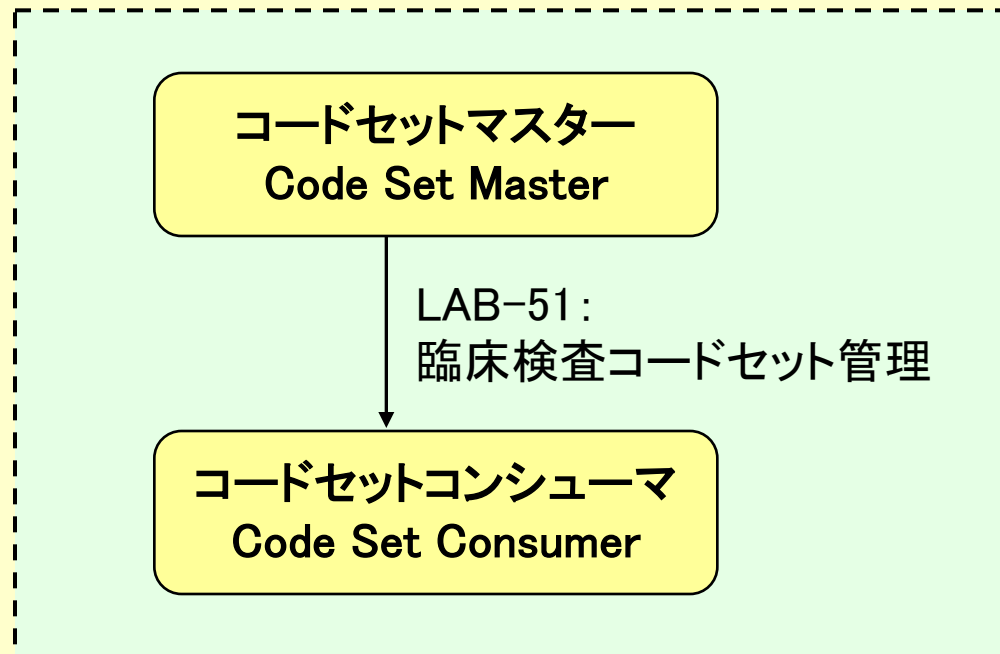 コードセットマスター
Code Set Master
LAB-51：
臨床検査コードセット管理
コードセットコンシューマ
Code Set Consumer